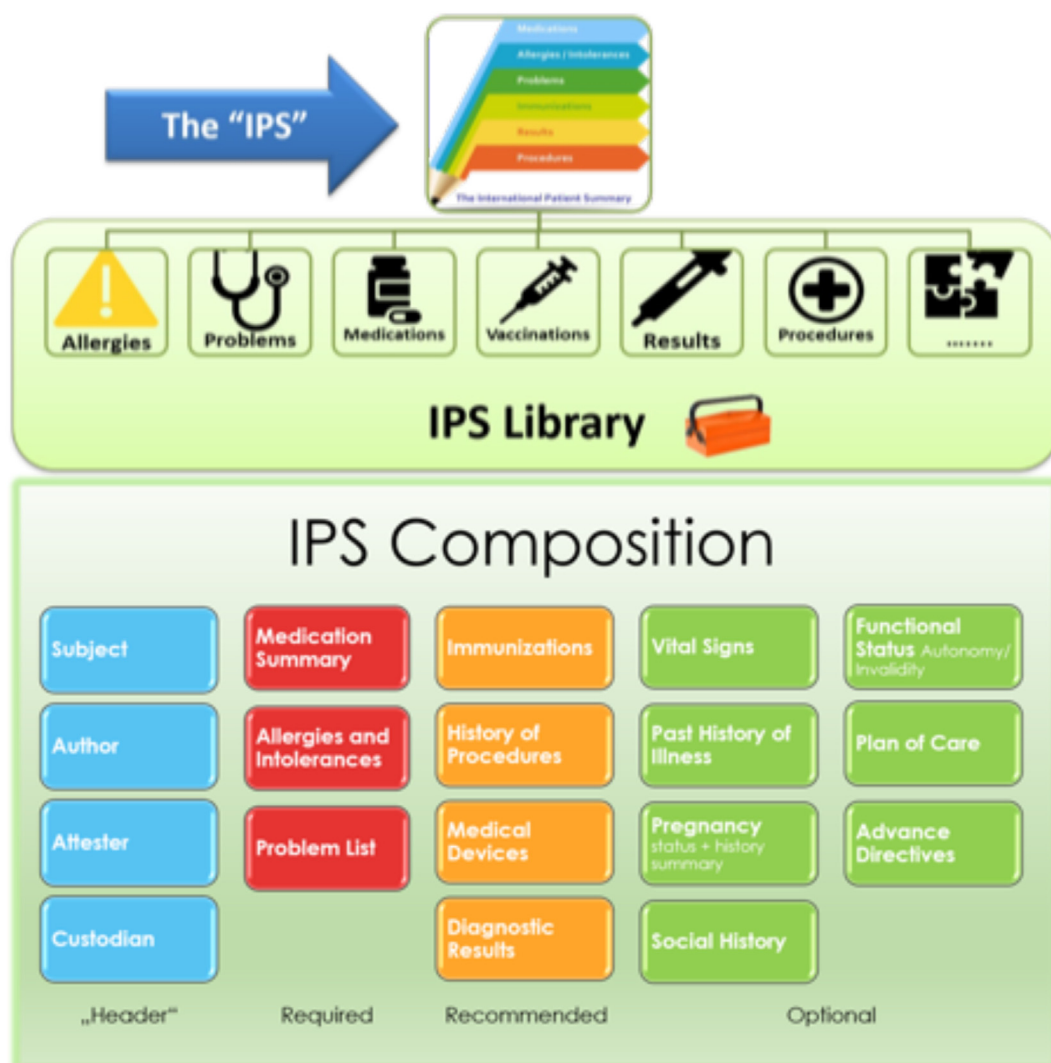 The “IPS”
Medications
Allergies / Intolerances
Problems
Immunizations
Results
Procedures
The International Patient Summary
Allergies
Problems
Medications
Vaccinations
Results
Procedures
.......
IPS Library
IPS Composition
Subject
Author
Attester
Custodian
„Header“
Medication
Summary
Allergies and
Intolerances
Problem List
Required
Immunizations
History of
Procedures
Medical
Devices
Diagnostic
Results
Recommended
Vital Signs
Past History of
Illness
Pregnancy
status + history
summary
Social History
Functional
Status Autonomy/
Invalidity
Plan of Care
Advance
Directives
Optional